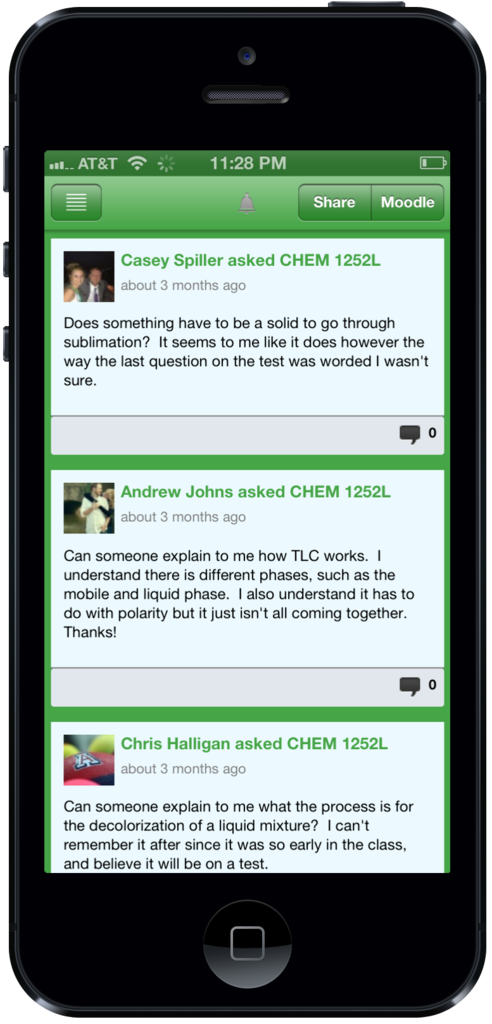 AT&T 11:28 PM
Share Moodle
Casey Spiller asked CHEM 1252L
about 3 months ago
Does something have to be a solid to go through
sublimation?  It seems to me like it does however the
way the last question on the test was worded I wasn't
sure.
0
Andrew Johns asked CHEM 1252L
about 3 months ago
Can someone explain to me how TLC works.  I
understand there is different phases, such as the
mobile and liquid phase.  I also understand it has to
do with polarity but it just isn't all coming together.
Thanks!
0
Chris Halligan asked CHEM 1252L
about 3 months ago
Can someone explain to me what the process is for
the decolorization of a liquid mixture?  I can't
remember it after since it was so early in the class,
and believe it will be on a test.